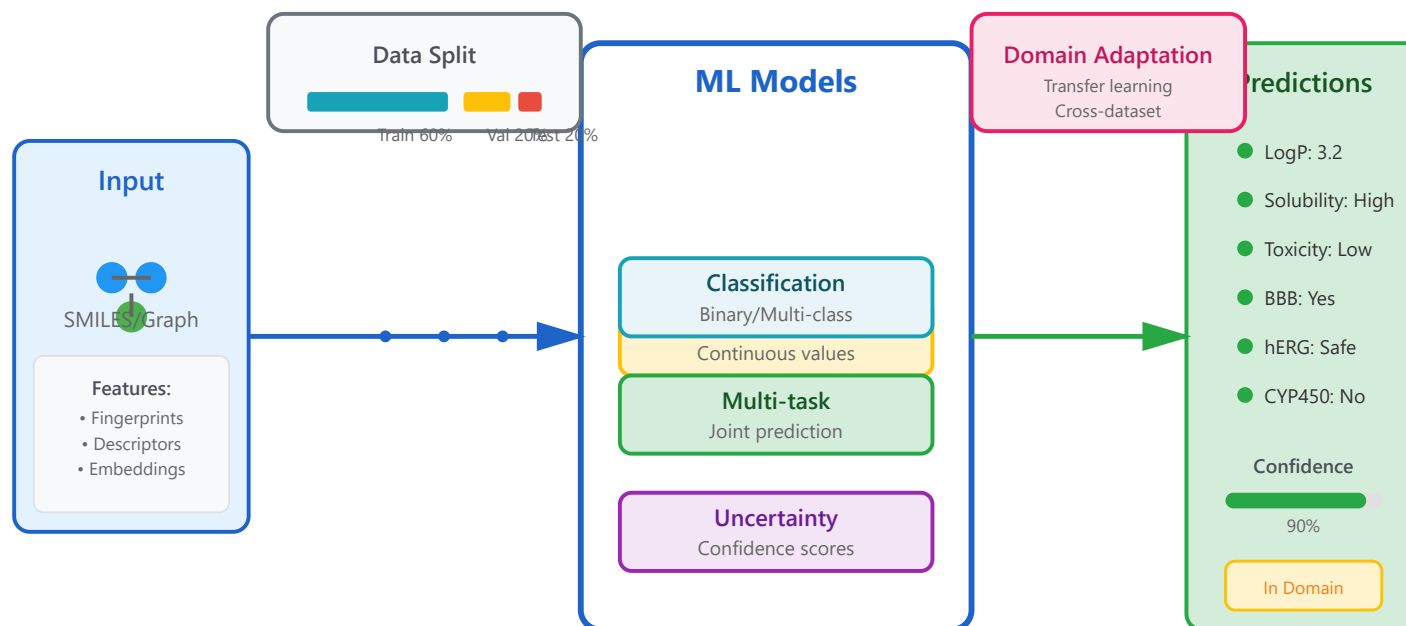 Data Split
Train 60%
Val 20%
Test 20%
Input
SMILES/Graph
Features:
• Fingerprints
• Descriptors
• Embeddings
ML Models
Classification
Binary/Multi-class
Continuous values
Multi-task
Joint prediction
Uncertainty
Confidence scores
Domain Adaptation
Transfer learning
Cross-dataset
Predictions
LogP: 3.2
Solubility: High
Toxicity: Low
BBB: Yes
hERG: Safe
CYP450: No
Confidence
90%
In Domain